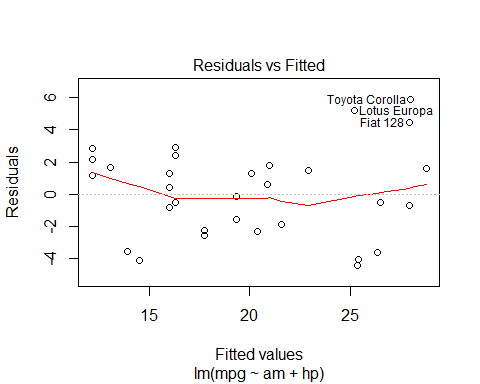 Residuals vs Fitted
Residuals
6
4
2
0
-2
-4
Toyota Corolla
Lotus Europa
Fiat 128
15
20
25
Fitted values
lm(mpg ~ am + hp)